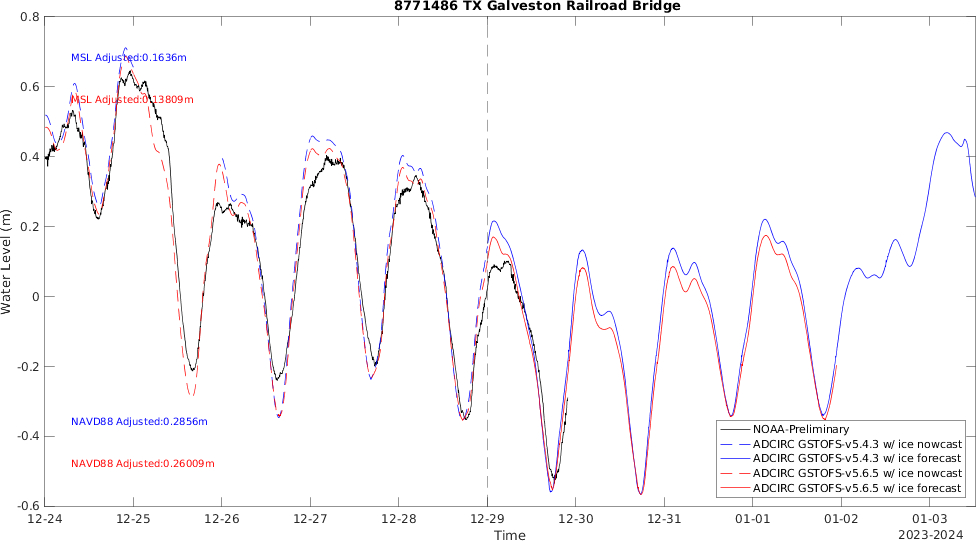 8771486 TX Galveston Railroad Bridge
0.8
0.6
0.4
0.2
0
-0.2
-0.4
-0.6
Water Level (m)
MSL Adjusted:0.1636m
MSL Adjusted:0.13809m
NAVD88 Adjusted:0.2856m
NAVD88 Adjusted:0.26009m
NOAA-Preliminary
ADCIRC GSTOFS-v5.4.3 w/ ice nowcast
ADCIRC GSTOFS-v5.4.3 w/ ice forecast
ADCIRC GSTOFS-v5.6.5 w/ ice nowcast
ADCIRC GSTOFS-v5.6.5 w/ ice forecast
12-24 12-25 12-26 12-27 12-28 12-29 12-30 12-31 01-01 01-02 01-03
Time
2023-2024